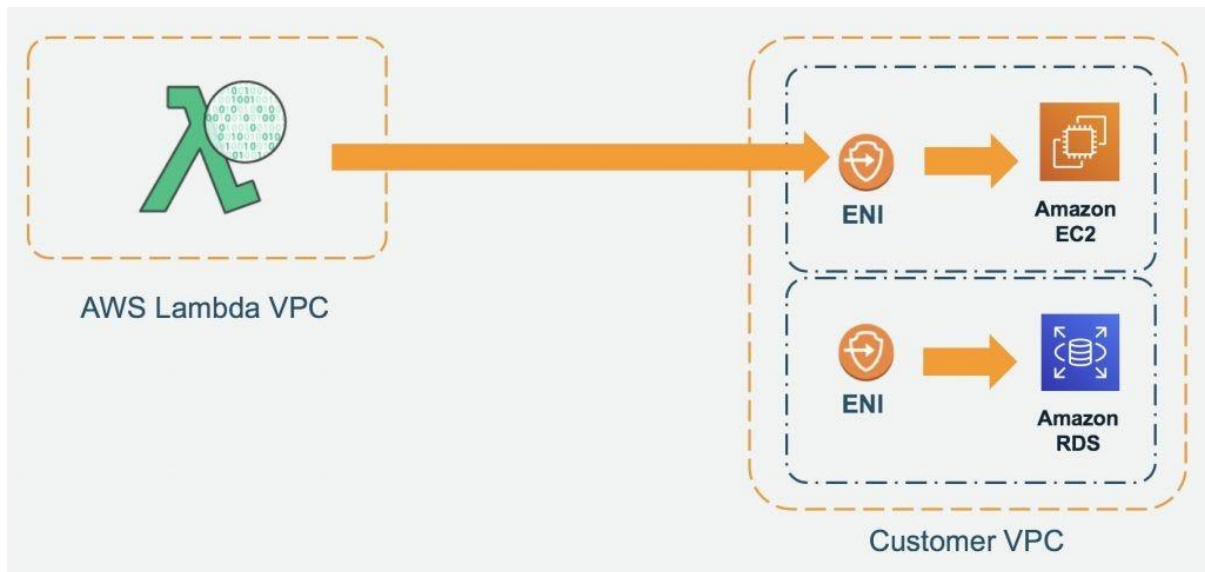 ENI
Amazon
EC2
AWS Lambda VPC
ENI
Amazon
RDS
Customer VPC